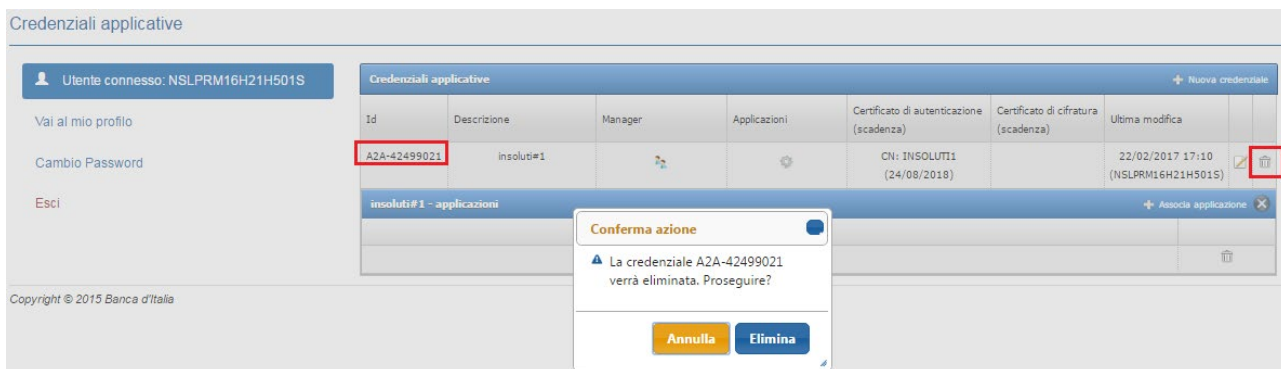 Credenziali applicative
Utente connesso: NSLPRM16H21H501S
Vai al mio profilo
Cambio Password
Esci
Credenziali applicative
Nuova credenziale
Id
Descrizione
Manager
Applicazioni
Certificato di autenticazione
(scadenza)
Certificato di cifratura
(scadenza)
Ultima modifica
A2A-42499021
insoluti#1
CN: INSOLUTI1
(24/08/2018)
22/02/2017 17:10
(NSLPRM16H21H501S)
insoluti#1 - applicazioni
Associa applicazione
Conferma azione
La credenziale A2A-42499021
verrà eliminata. Proseguire?
Annulla
Elimina
Copyright © 2015 Banca d'Italia